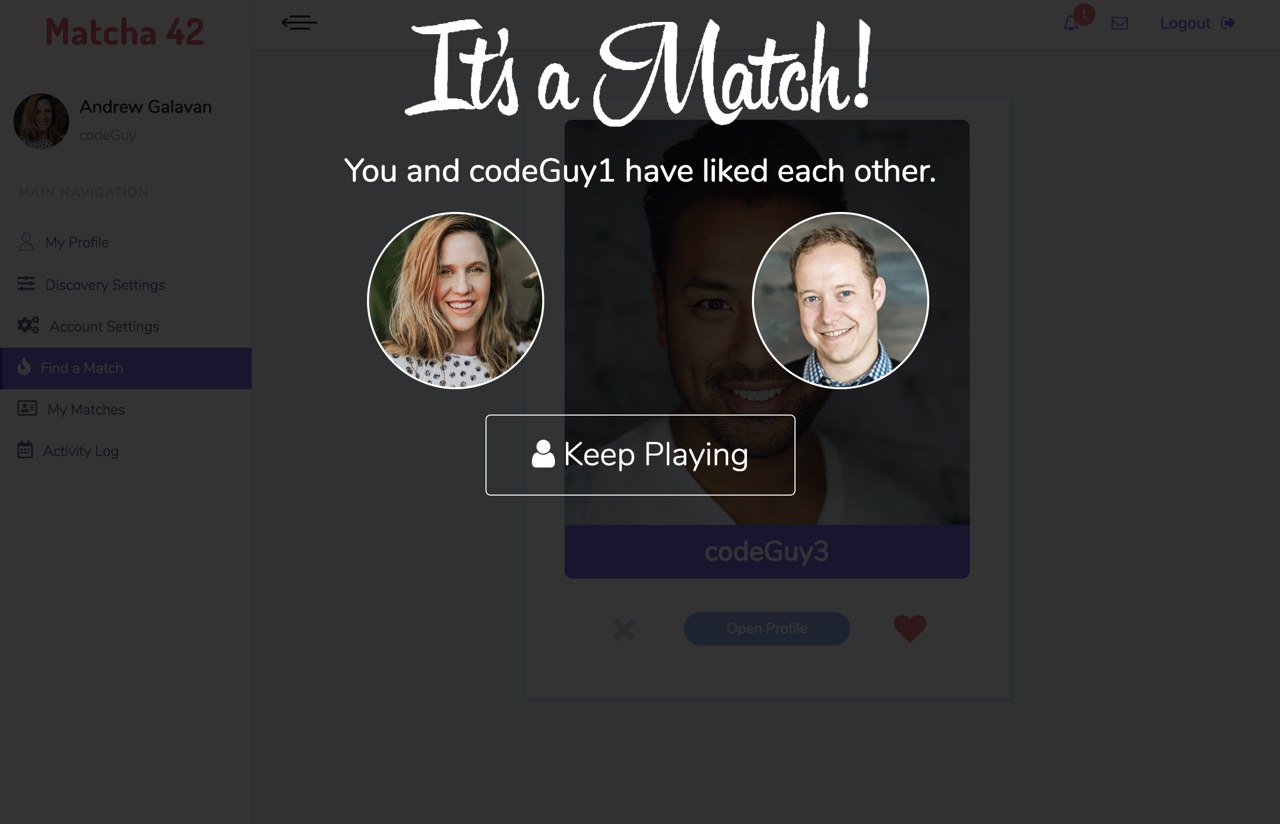 Matcha 42
1
Logout
Andrew Galavan
codeGuy
MAIN NAVIGATION
My Profile
Discovery Settings
Account Settings
Find a Match
My Matches
Activity Log
It's a Match!
You and codeGuy1 have liked each other.
Keep Playing
codeGuy3
Open Profile